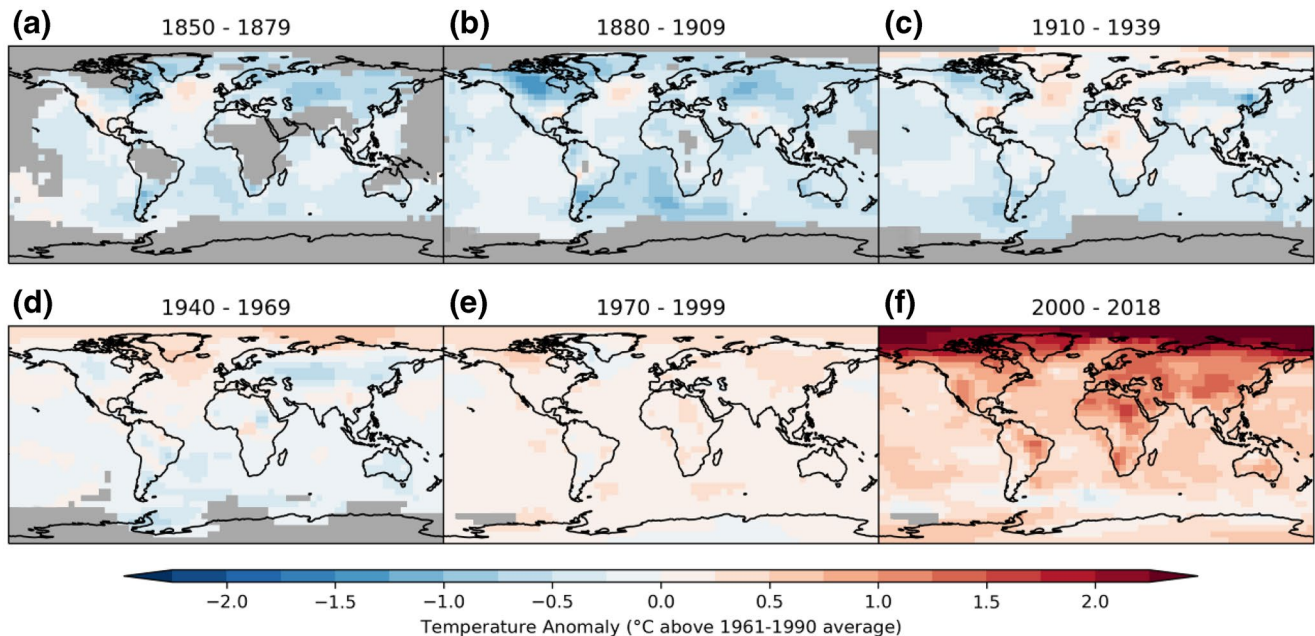 (a) 1850 - 1879
(b) 1880 - 1909
(c) 1910 - 1939
(d) 1940 - 1969
(e) 1970 - 1999
(f) 2000 - 2018
−2.0 −1.5 −1.0 −0.5 0.0 0.5 1.0 1.5 2.0
Temperature Anomaly (°C above 1961-1990 average)